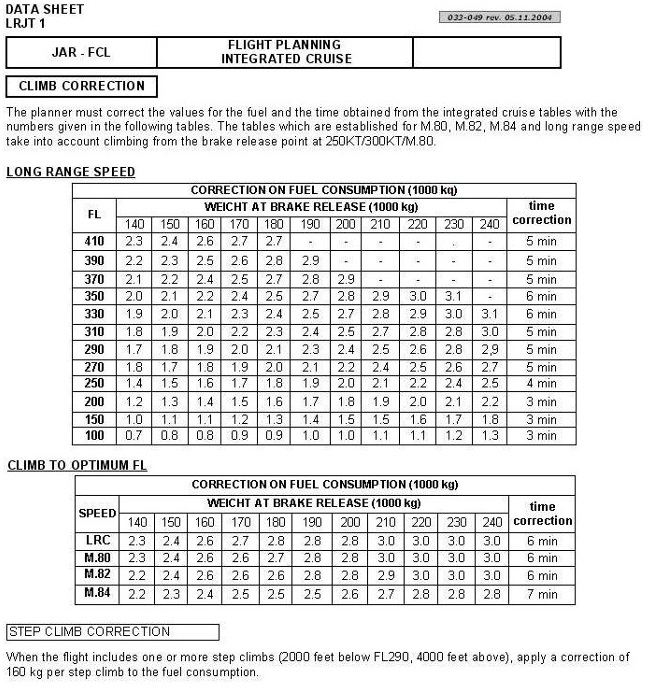 DATA SHEET
LRJT 1
033-049 rev. 05.11.2004
JAR - FCL
FLIGHT PLANNING
INTEGRATED CRUISE
CLIMB CORRECTION
The planner must correct the values for the fuel and the time obtained from the integrated cruise tables with the
numbers given in the following tables. The tables which are established for M.80, M.82, M.84 and long range speed
take into account climbing from the brake release point at 250KT/300KT/M.80.
LONG RANGE SPEED
CORRECTION ON FUEL CONSUMPTION (1000 kg)
FL WEICHT AT BRAKE RELEASE (1000 kg) time correction
140 150 160 170 180 190 200 210 220 230 240
410 2.3 2.4 2.6 2.7 2.7 - - - - . - 5 min
390 2.2 2.3 2.5 2.6 2.8 2.9 - - - - - 5 min
370 2.1 2.2 2.4 2.5 2.7 2.8 2.9 - - - - 5 min
350 2.0 2.1 2.2 2.4 2.5 2.7 2.8 2.9 3.0 3.1 - 6 min
330 1.9 2.0 2.1 2.3 2.4 2.5 2.7 2.8 2.9 3.0 3.1 6 min
310 1.8 1.9 2.0 2.2 2.3 2.4 2.5 2.7 2.8 2.8 3.0 5 min
290 1.7 1.8 1.9 2.0 2.1 2.3 2.4 2.5 2.6 2.8 2,9 5 min
270 1.8 1.7 1.8 1.9 2.0 2.1 2.2 2.4 2.5 2.6 2.7 5 min
250 1.4 1.5 1.6 1.7 1.8 1.9 2.0 2.1 2.2 2.4 2.5 4 min
200 1.2 1.3 1.4 1.5 1.6 1.7 1.8 1.9 2.0 2.1 2.2 3 min
150 1.0 1.1 1.1 1.2 1.3 1.4 1.5 1.5 1.6 1.7 1.8 3 min
100 0.7 0.8 0.8 0.9 0.9 1.0 1.0 1.1 1.1 1.2 1.3 3 min
CLIMB TO OPTIMUM FL
CORRECTION ON FUEL CONSUMPTION (1000 kg)
SPEED WEICHT AT BRAKE RELEASE (1000 kg) time correction
140 150 160 170 180 190 200 210 220 230 240
LRC 2.3 2.4 2.6 2.7 2.8 2.8 2.8 3.0 3.0 3.0 3.0 6 min
M.80 2.3 2.4 2.6 2.6 2.7 2.8 2.8 3.0 3.0 3.0 3.0 6 min
M.82 2.2 2.4 2.6 2.6 2.6 2.8 2.8 2.9 3.0 3.0 3.0 6 min
M.84 2.2 2.3 2.4 2.5 2.5 2.5 2.6 2.7 2.8 2.8 2.8 7 min
STEP CLIMB CORRECTION
When the flight includes one or more step climbs (2000 feet below FL290, 4000 feet above), apply a correction of
160 kg per step climb to the fuel consumption.